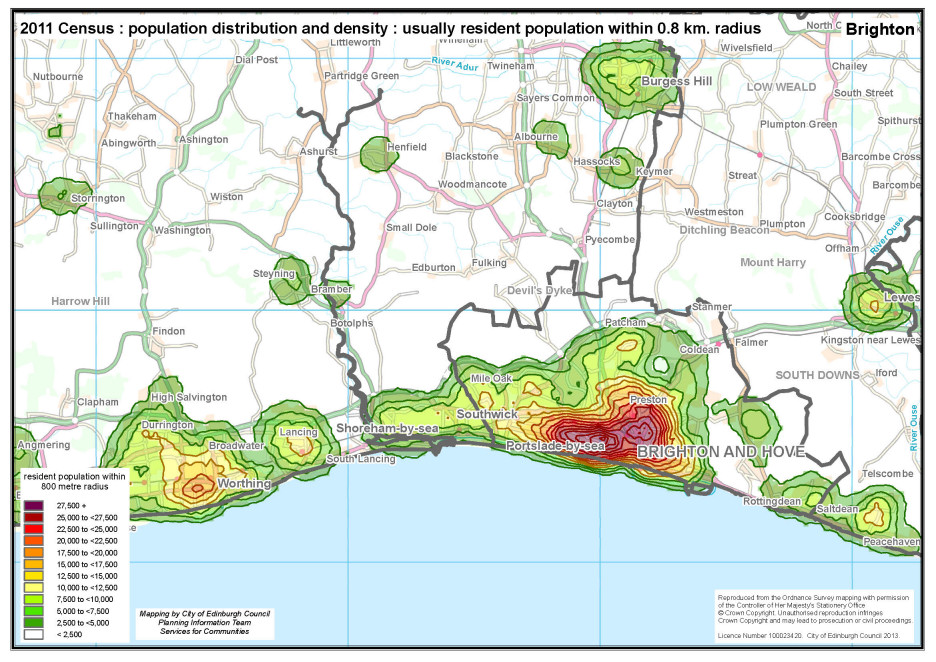 2011 Census : population distribution and density : usually resident population within 0.8 km. radius
Brighton
North C
Littleworth
Wineham
Wivelsfield
Dial Post
River Adur
Twineham
Chailey
Nutbourne
Partridge Green
Burgess Hill
LOW WEALD
South Street
Sayers Common
Thakeham
Plumpton Green
Spithurst
Abingworth
Ashington
Albourne
Ashurst
Henfield
Blackstone
Hassocks
Barcombe Cross
Keymer
Streat
Woodmancote
Barcombe
Storrington
Wiston
Clayton
Westmeston
Cooksbridge
Sullington
Washington
Small Dole
Plumpton
Ditchling Beacon
River Ouse
Pyecombe
Offham
Edburton
Fulking
Mount Harry
Steyning
Bramber
Devil's Dyke
Lewes
Harrow Hill
Stanmer
Botolphs
Patcham
Findon
Coldean
Falmer
Kingston near Lewes
SOUTH DOWNS
Iford
Mile Oak
Clapham
High Salvington
Preston
Southwick
River Ouse
Durrington
Lancing
Shoreham-by-sea
Angmering
Broadwater
Portslade-by-sea
BRIGHTON AND HOVE
South Lancing
Telscombe
Worthing
Rottingdean
Saltdean
Peacehaven
resident population within
800 metre radius
27,500 +
25,000 to <27,500
22,500 to <25,000
20,000 to <22,500
17,500 to <20,000
15,000 to <17,500
12,500 to <15,000
10,000 to <12,500
7,500 to <10,000
5,000 to <7,500
2,500 to <5,000
< 2,500
Mapping by City of Edinburgh Council
Planning Information Team
Services for Communities
Reproduced from the Ordnance Survey mapping with permission
of the Controller of Her Majesty's Stationery Office
© Crown Copyright. Unauthorised reproduction infringes
Crown Copyright and may lead to prosecution or civil proceedings
Licence Number 100023420. City of Edinburgh Council 2013